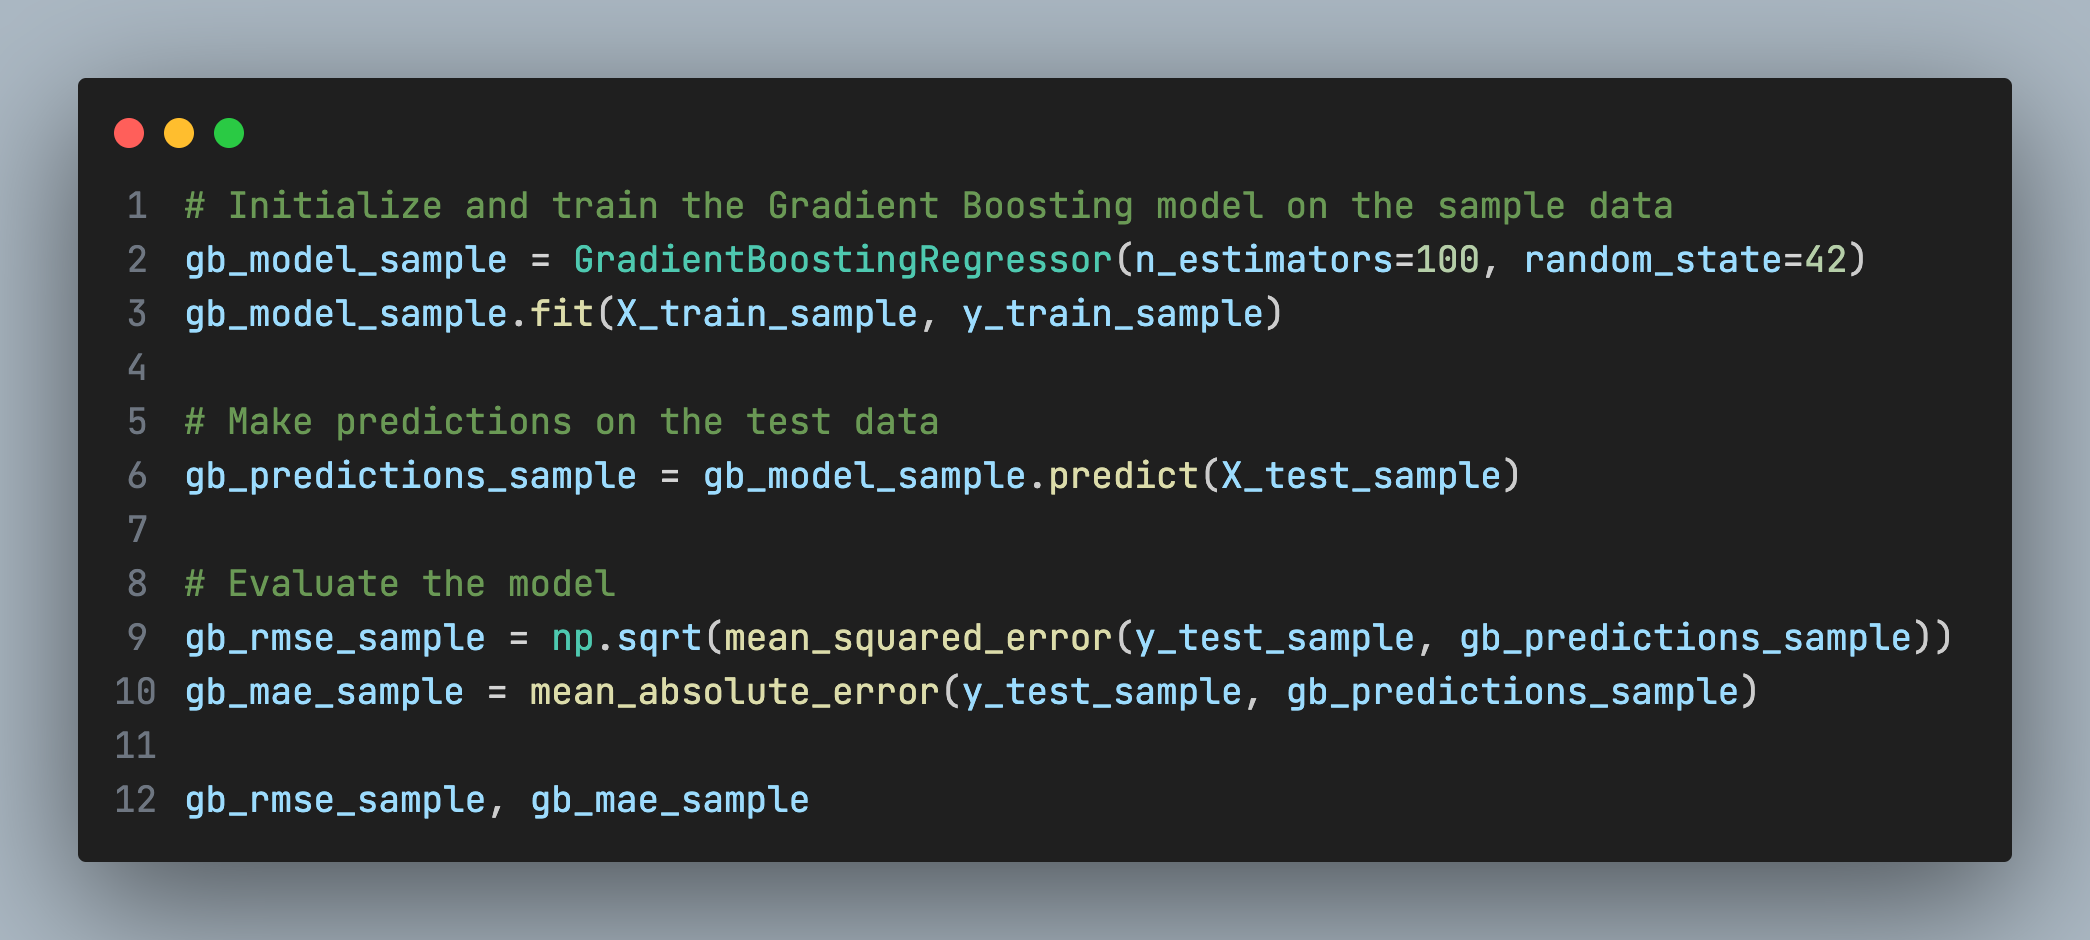 1 # Initialize and train the Gradient Boosting model on the sample data
2 gb_model_sample = GradientBoostingRegressor(n_estimators=100, random_state=42)
3 gb_model_sample.fit(X_train_sample, y_train_sample)
4
5 # Make predictions on the test data
6 gb_predictions_sample = gb_model_sample.predict(X_test_sample)
7
8 # Evaluate the model
9 gb_rmse_sample = np.sqrt(mean_squared_error(y_test_sample, gb_predictions_sample))
10 gb_mae_sample = mean_absolute_error(y_test_sample, gb_predictions_sample)
11
12 gb_rmse_sample, gb_mae_sample